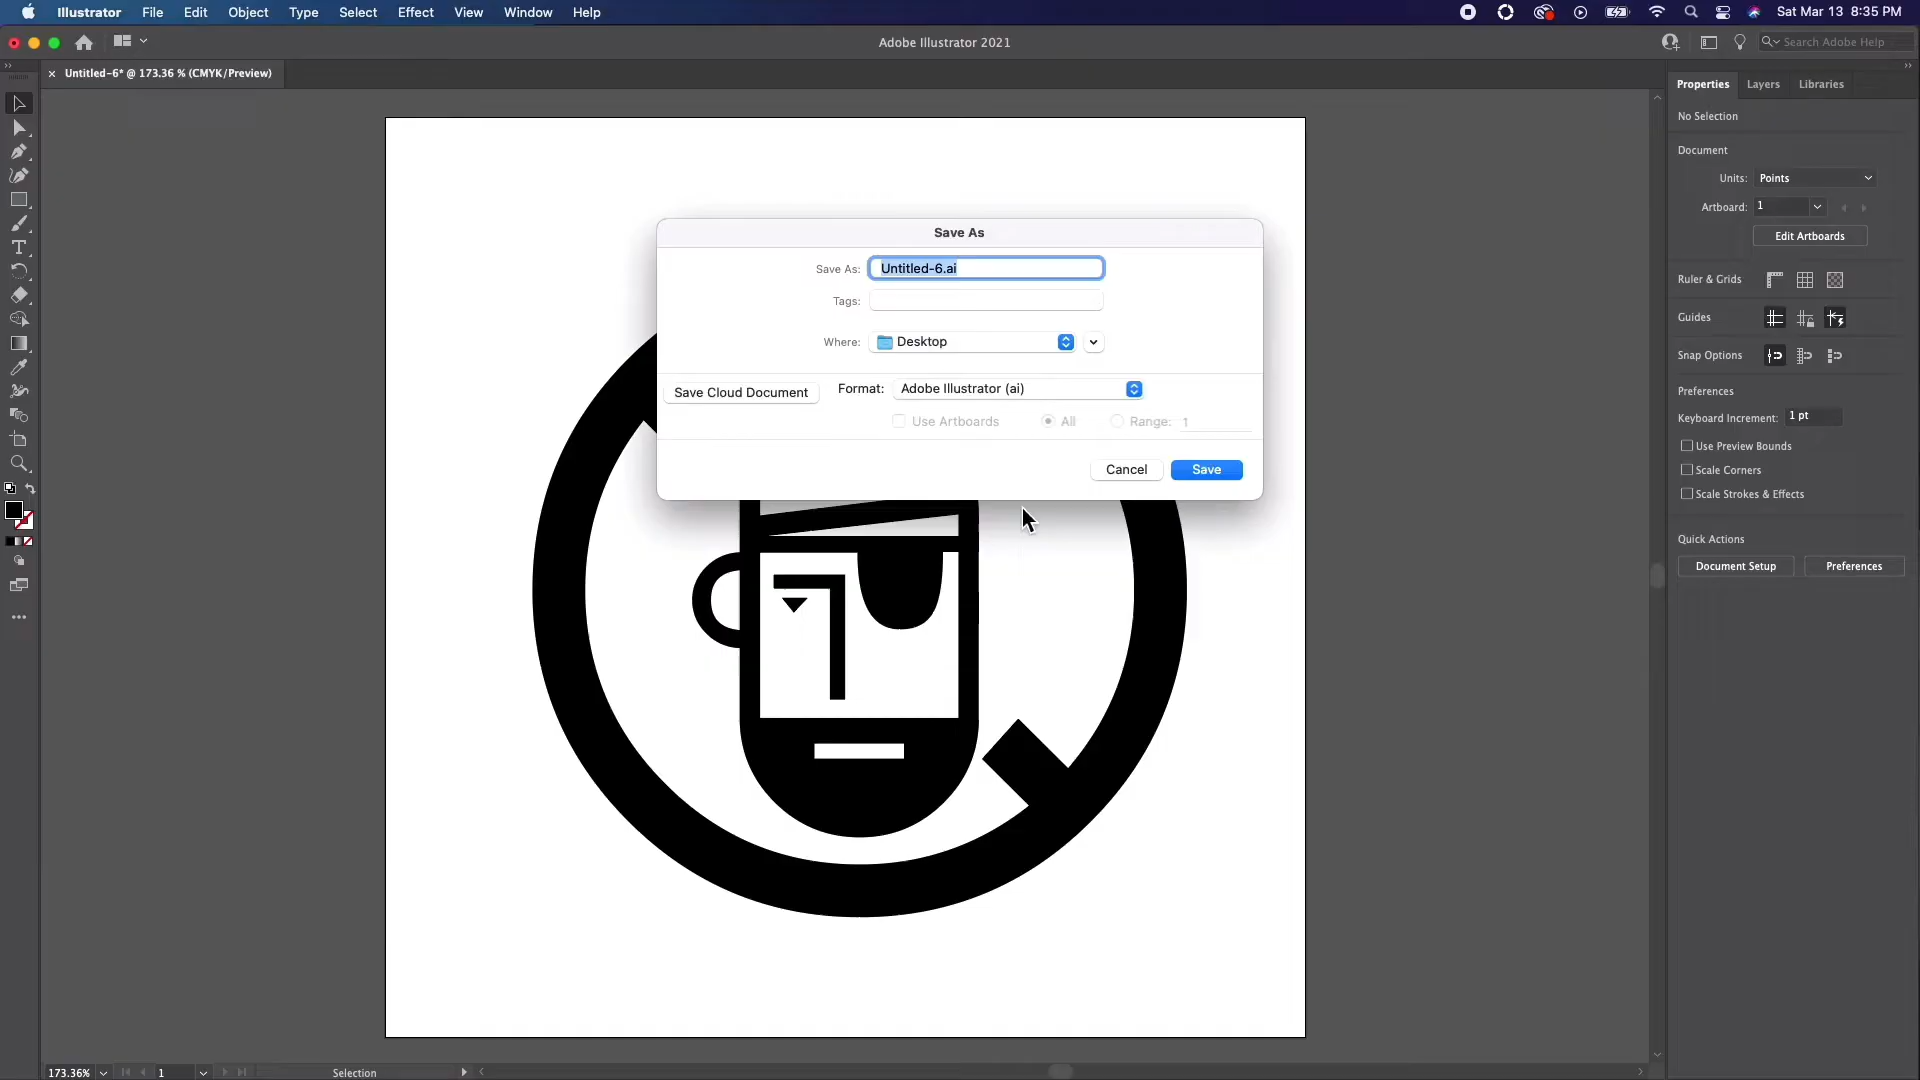 Illustrator File Edit Object Type Select Effect View Window Help Sat Mar 13 8:35 PM
Adobe Illustrator 2021
Search Adobe Help
× Untitled-6* @ 173.36 % (CMYK/Preview)
Properties Layers Libraries
No Selection
Document
Units: Points
Artboard: 1
Edit Artboards
Ruler & Grids
Guides
Snap Options
Preferences
Keyboard Increment: 1 pt
Use Preview Bounds
Scale Corners
Scale Strokes & Effects
Quick Actions
Document Setup Preferences
Save As
Save As: Untitled-6.ai
Tags:
Where: Desktop
Save Cloud Document Format: Adobe Illustrator (ai)
Use Artboards All Range: 1
Cancel Save
173.36% 1 Selection